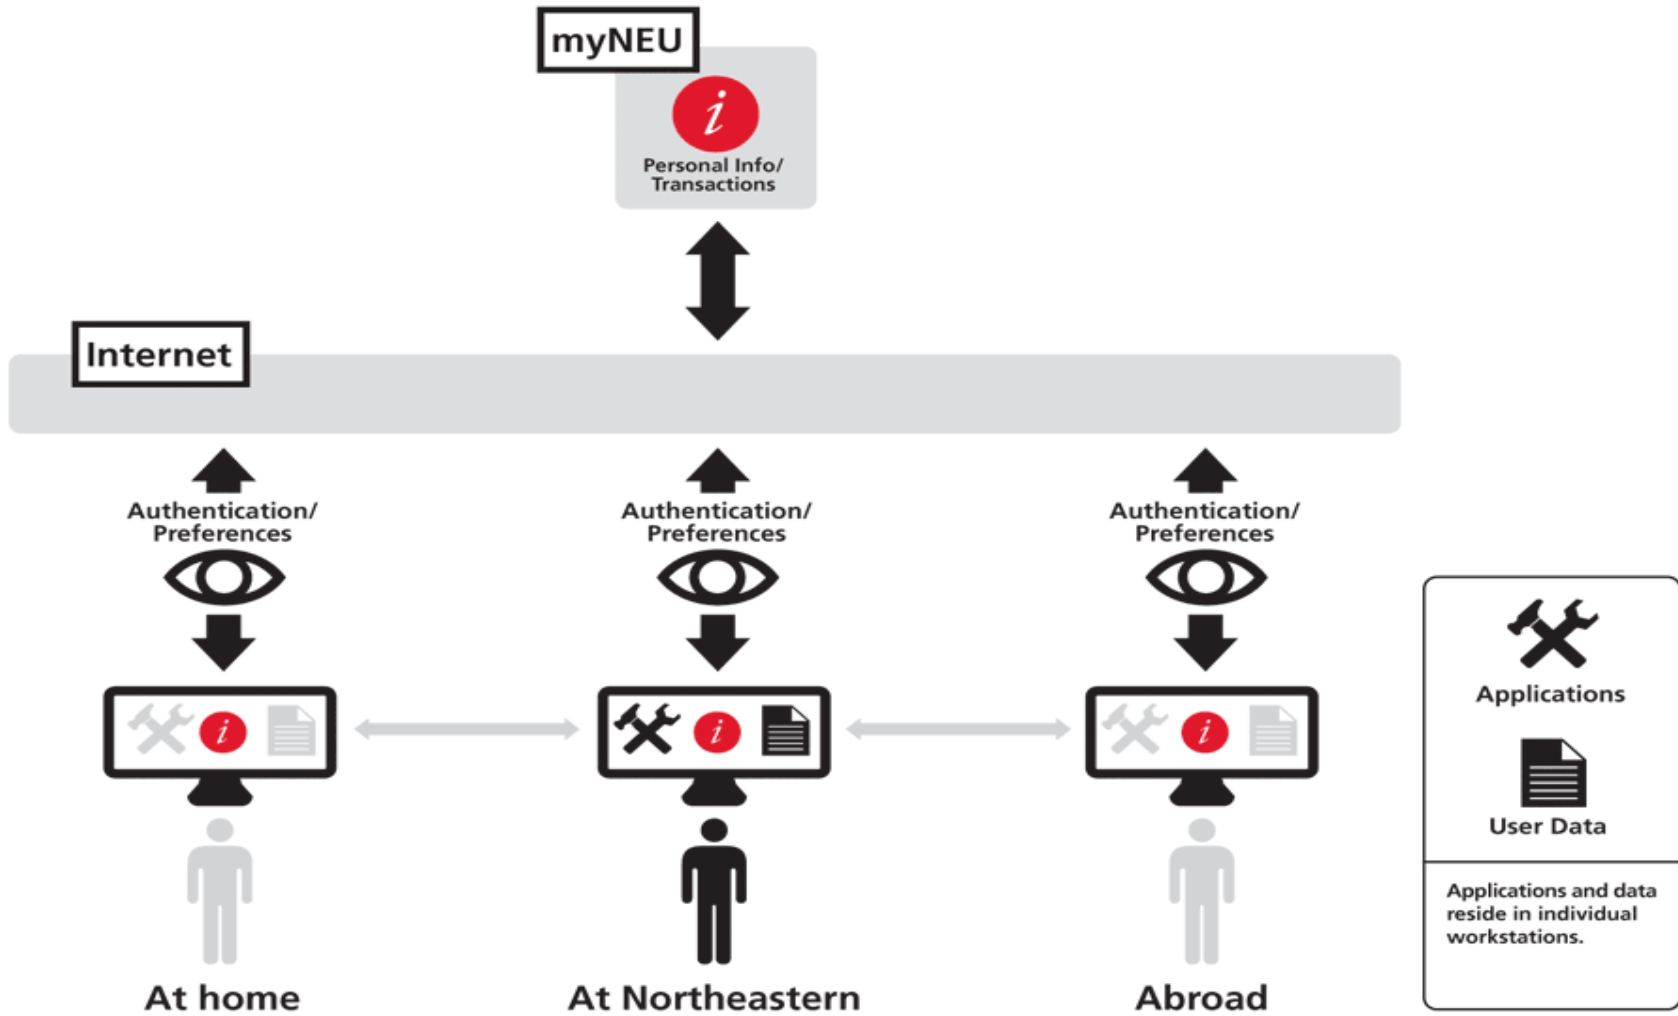 myNEU
i
Personal Info/
Transactions
Internet
Authentication/
Preferences
Authentication/
Preferences
Authentication/
Preferences
i
i
i
At home
At Northeastern
Abroad
Applications
User Data
Applications and data
reside in individual
workstations.